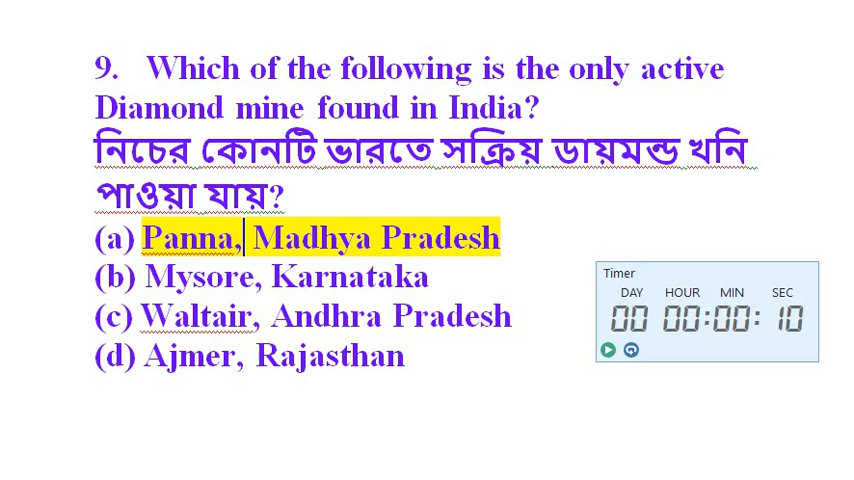 9. Which of the following is the only active
Diamond mine found in India?
নিচের কোনটি ভারতে সক্রিয় ডায়মন্ড খনি
পাওয়া যায়?
(a) Panna, Madhya Pradesh
(b) Mysore, Karnataka
(c) Waltair, Andhra Pradesh
(d) Ajmer, Rajasthan
Timer
DAY HOUR MIN SEC
00 00:00: 10